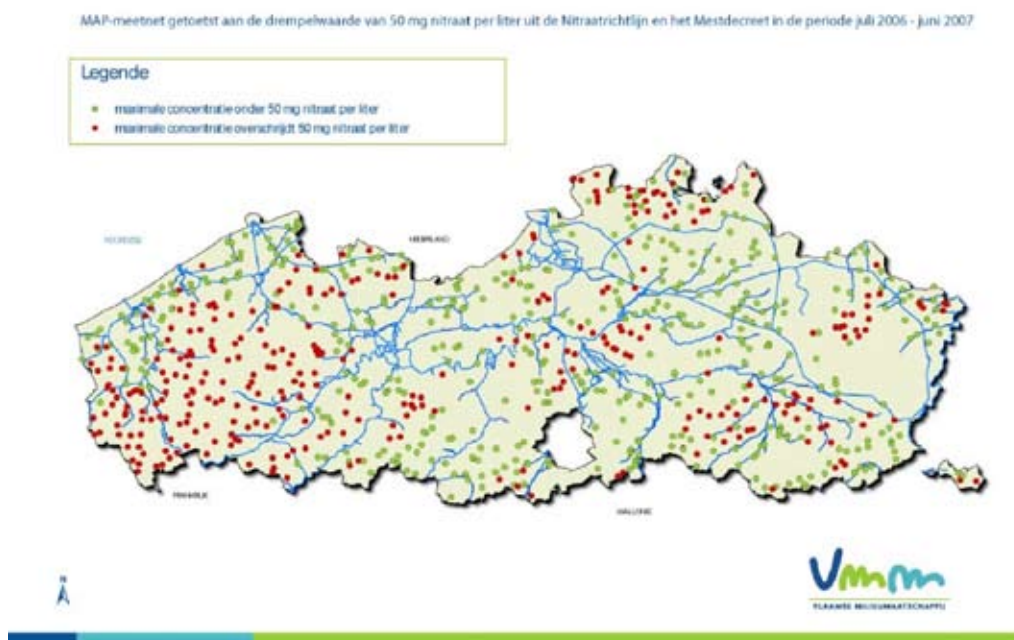 MAP-meetnet getoetst aan de drempelwaarde van 50 mg nitraat per liter uit de Nitraatrichtlijn en het Mestdecreet in de periode juli 2006 - juni 2007
Legende
maximale concentratie onder 50 mg nitraat per liter
maximale concentratie overschrijdt 50 mg nitraat per liter
NOORDZEE
NEDERLAND
FRANKRIJK
WALLONIE
N
Vmm
VLAAMSE MILIEUMAATSCHAPPIJ